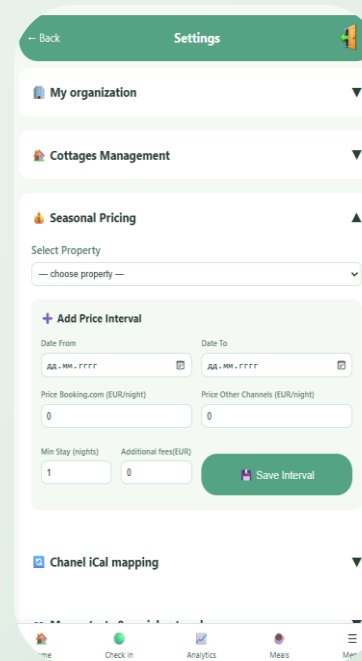 ← Back
Settings
My organization
Cottages Management
Seasonal Pricing
Select Property
— choose property —
Add Price Interval
Date From
Date To
дд.мм.гггг
дд.мм.гггг
Price Booking.com (EUR/night)
Price Other Channels (EUR/night)
0
0
Min Stay (nights)
Additional fees(EUR)
1
0
Save Interval
Chanel iCal mapping
Check in
Analytics
Meals